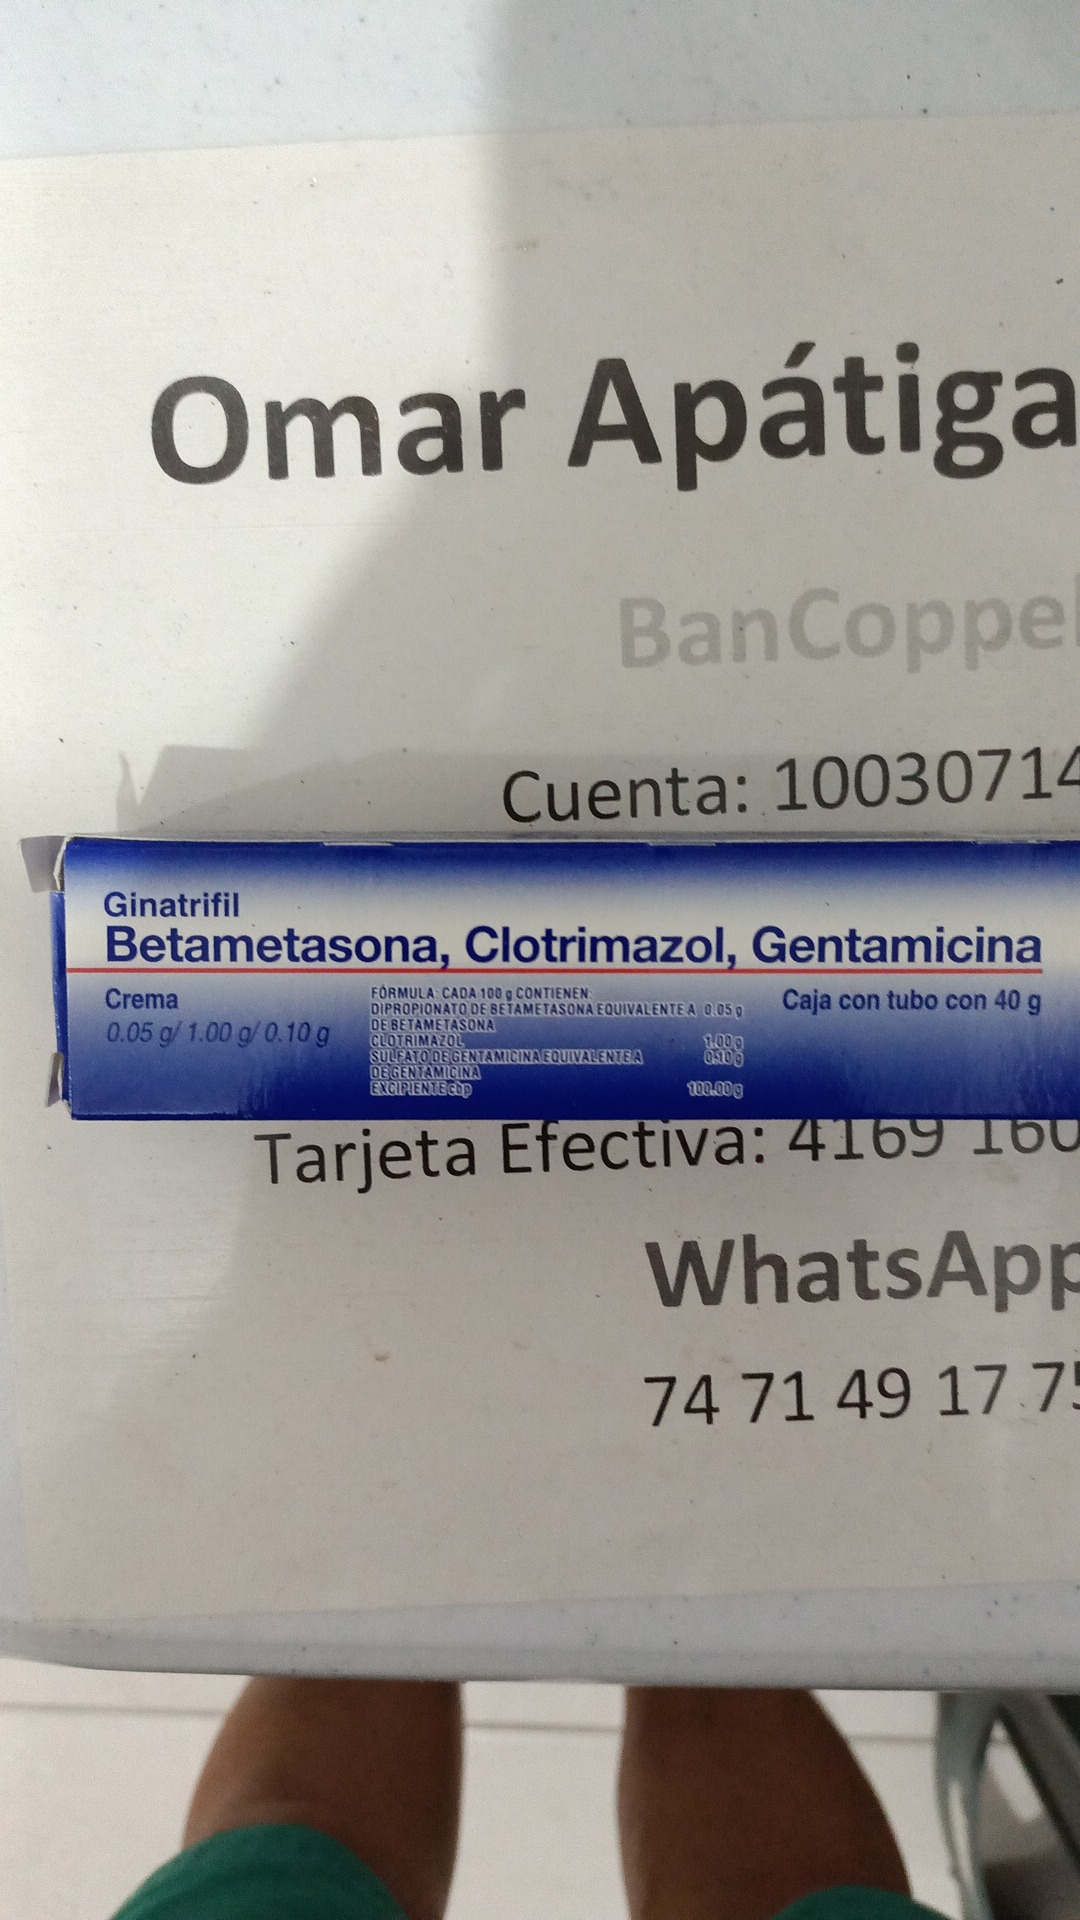 Omar Apátiga
BanCoppel
Cuenta: 10030714
Ginatrifil
Betametasona, Clotrimazol, Gentamicina
Crema
0.05 g/ 1.00 g/ 0.10 g
FÓRMULA: CADA 100 g CONTIENEN:
DIPROPIONATO DE BETAMETASONA EQUIVALENTE A 0.05 g
DE BETAMETASONA
CLOTRIMAZOL 1.00 g
SULFATO DE GENTAMICINA EQUIVALENTE A 0.10 g
DE GENTAMICINA
EXCIPIENTE cbp 100.00 g
Caja con tubo con 40 g
Tarjeta Efectiva: 4169 160
WhatsApp
74 71 49 17 75